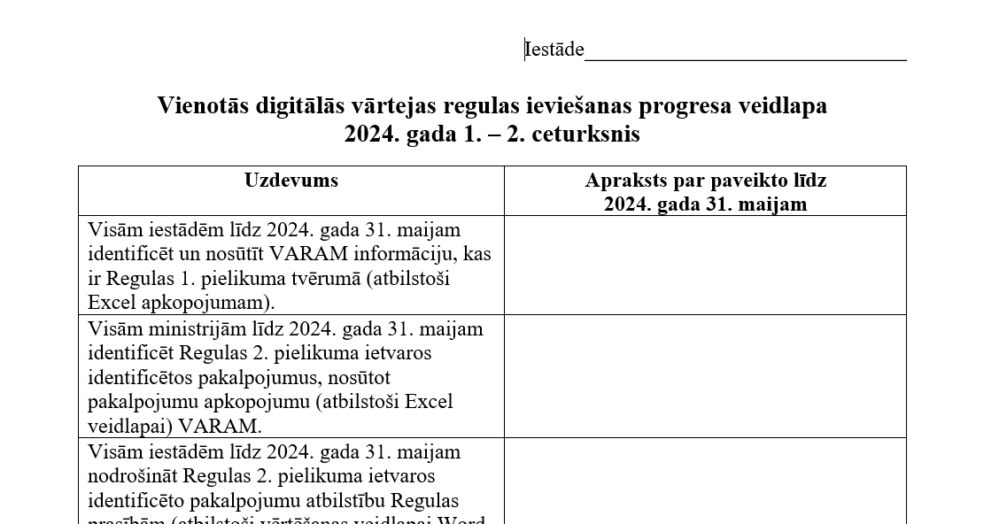 Iestāde
Vienotās digitālās vārtejas regulas ieviešanas progresa veidlapa
2024. gada 1. – 2. ceturksnis
Uzdevums
Apraksts par paveikto līdz
2024. gada 31. maijam
Visām iestādēm līdz 2024. gada 31. maijam
identificēt un nosūtīt VARAM informāciju, kas
ir Regulas 1. pielikuma tvērumā (atbilstoši
Excel apkopojumam).
Visām ministrijām līdz 2024. gada 31. maijam
identificēt Regulas 2. pielikuma ietvaros
identificētos pakalpojumus, nosūtot
pakalpojumu apkopojumu (atbilstoši Excel
veidlapai) VARAM.
Visām iestādēm līdz 2024. gada 31. maijam
nodrošināt Regulas 2. pielikuma ietvaros
identificēto pakalpojumu atbilstību Regulas
prasībām (atbilstoši vērtēšanas veidlapai Word